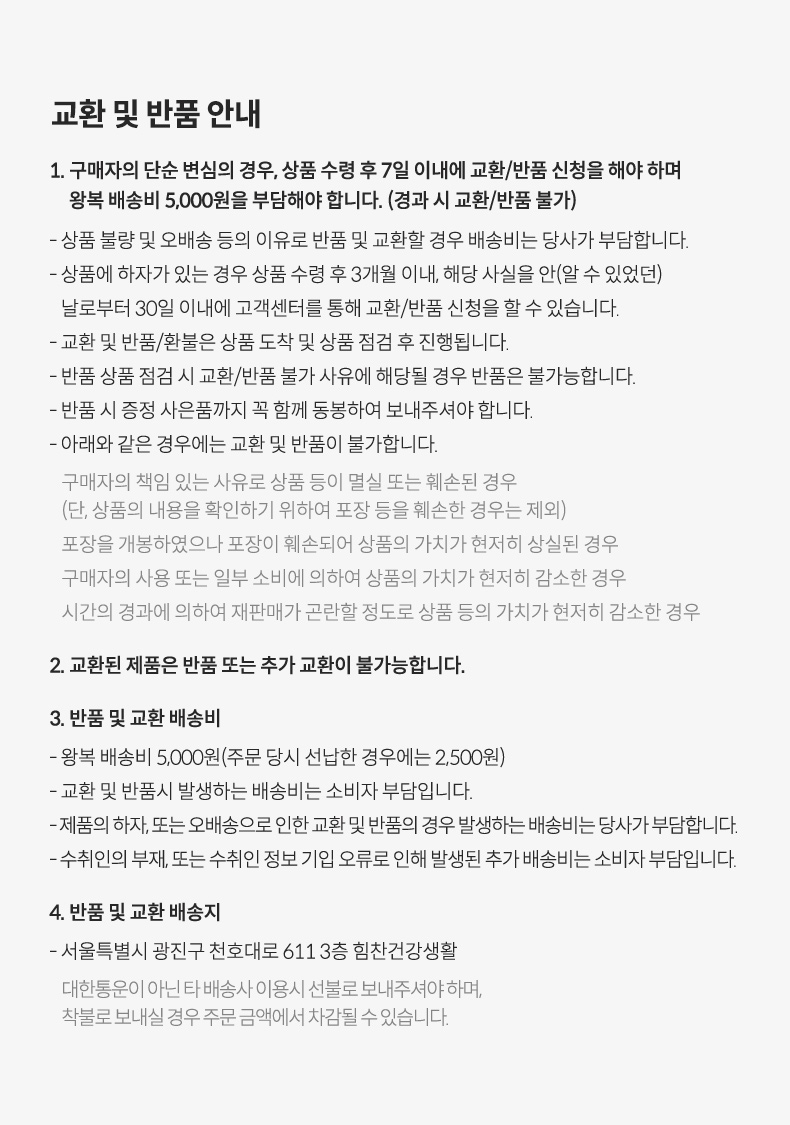 교환 및 반품 안내
1. 구매자의 단순 변심의 경우, 상품 수령 후 7일 이내에 교환/반품 신청을 해야 하며
왕복 배송비 5,000원을 부담해야 합니다. (경과 시 교환/반품 불가)
- 상품 불량 및 오배송 등의 이유로 반품 및 교환할 경우 배송비는 당사가 부담합니다.
- 상품에 하자가 있는 경우 상품 수령 후 3개월 이내, 해당 사실을 안(알 수 있었던)
날로부터 30일 이내에 고객센터를 통해 교환/반품 신청을 할 수 있습니다.
- 교환 및 반품/환불은 상품 도착 및 상품 점검 후 진행됩니다.
- 반품 상품 점검 시 교환/반품 불가 사유에 해당될 경우 반품은 불가능합니다.
- 반품 시 증정 사은품까지 꼭 함께 동봉하여 보내주셔야 합니다.
- 아래와 같은 경우에는 교환 및 반품이 불가합니다.
구매자의 책임 있는 사유로 상품 등이 멸실 또는 훼손된 경우
(단, 상품의 내용을 확인하기 위하여 포장 등을 훼손한 경우는 제외)
포장을 개봉하였으나 포장이 훼손되어 상품의 가치가 현저히 상실된 경우
구매자의 사용 또는 일부 소비에 의하여 상품의 가치가 현저히 감소한 경우
시간의 경과에 의하여 재판매가 곤란할 정도로 상품 등의 가치가 현저히 감소한 경우
2. 교환된 제품은 반품 또는 추가 교환이 불가능합니다.
3. 반품 및 교환 배송비
- 왕복 배송비 5,000원(주문 당시 선납한 경우에는 2,500원)
- 교환 및 반품시 발생하는 배송비는 소비자 부담입니다.
- 제품의 하자, 또는 오배송으로 인한 교환 및 반품의 경우 발생하는 배송비는 당사가 부담합니다.
- 수취인의 부재, 또는 수취인 정보 기입 오류로 인해 발생된 추가 배송비는 소비자 부담입니다.
4. 반품 및 교환 배송지
- 서울특별시 광진구 천호대로 611 3층 힘찬건강생활
대한통운이 아닌 타 배송사 이용시 선불로 보내주셔야 하며,
착불로 보내실 경우 주문 금액에서 차감될 수 있습니다.